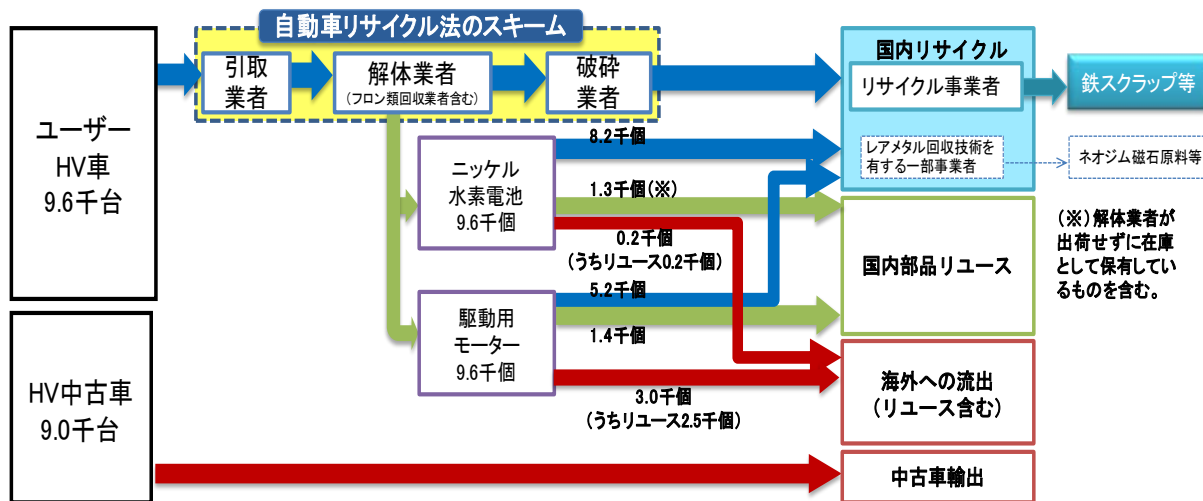 自動車リサイクル法のスキーム
ユーザー
HV車
9.6千台
引取
業者
解体業者
(フロン類回収業者含む)
破砕
業者
国内リサイクル
リサイクル事業者
鉄スクラップ等
レアメタル回収技術を
有する一部事業者
ネオジム磁石原料等
ニッケル
水素電池
9.6千個
8.2千個
1.3千個(※)
0.2千個
(うちリユース0.2千個)
国内部品リユース
(※)解体業者が
出荷せずに在庫
として保有してい
るものを含む。
駆動用
モーター
9.6千個
5.2千個
1.4千個
3.0千個
(うちリユース2.5千個)
海外への流出
(リユース含む)
HV中古車
9.0千台
中古車輸出